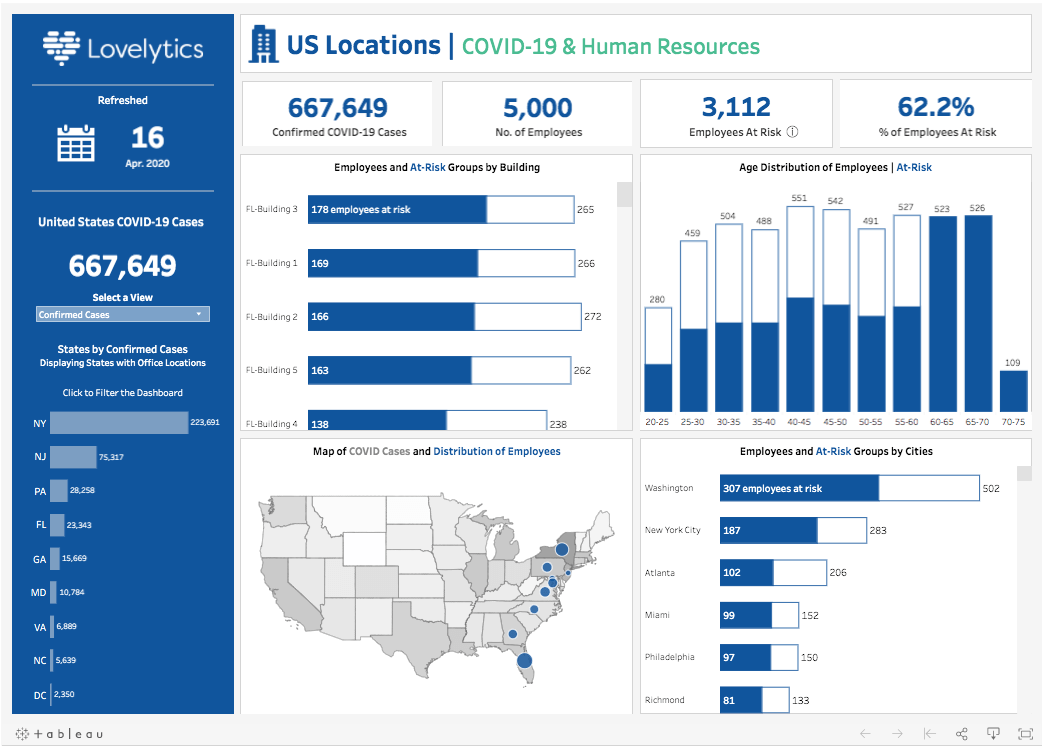 Lovelytics
Refreshed
16
Apr. 2020
United States COVID-19 Cases
667,649
Select a View
Confirmed Cases
States by Confirmed Cases
Displaying States with Office Locations
Click to Filter the Dashboard
NY 223,691
NJ 75,317
PA 28,258
FL 23,343
GA 15,669
MD 10,784
VA 6,889
NC 5,639
DC 2,350
US Locations | COVID-19 & Human Resources
667,649
Confirmed COVID-19 Cases
5,000
No. of Employees
3,112
Employees At Risk ⓘ
62.2%
% of Employees At Risk
Employees and At-Risk Groups by Building
FL-Building 3 178 employees at risk 265
FL-Building 1 169 266
FL-Building 2 166 272
FL-Building 5 163 262
FL-Building 4 138 238
Age Distribution of Employees | At-Risk
280 459 504 488 551 542 491 527 523 526 109
20-25 25-30 30-35 35-40 40-45 45-50 50-55 55-60 60-65 65-70 70-75
Map of COVID Cases and Distribution of Employees
Employees and At-Risk Groups by Cities
Washington 307 employees at risk 502
New York City 187 283
Atlanta 102 206
Miami 99 152
Philadelphia 97 150
Richmond 81 133
+ a b l e a u